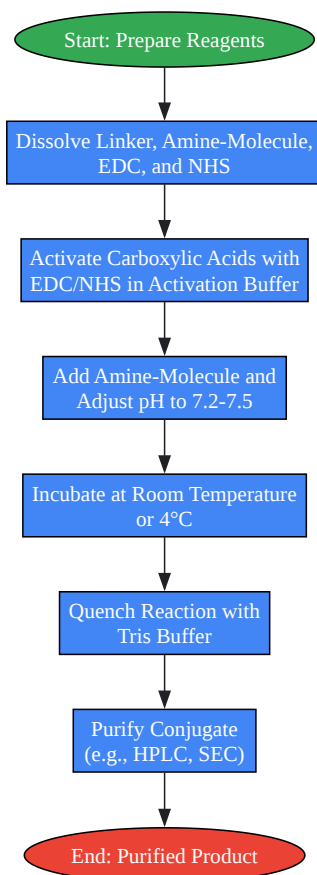 Start: Prepare Reagents
Dissolve Linker, Amine-Molecule,
EDC, and NHS
Activate Carboxylic Acids with
EDC/NHS in Activation Buffer
Add Amine-Molecule and
Adjust pH to 7.2-7.5
Incubate at Room Temperature
or 4°C
Quench Reaction with
Tris Buffer
Purify Conjugate
(e.g., HPLC, SEC)
End: Purified Product